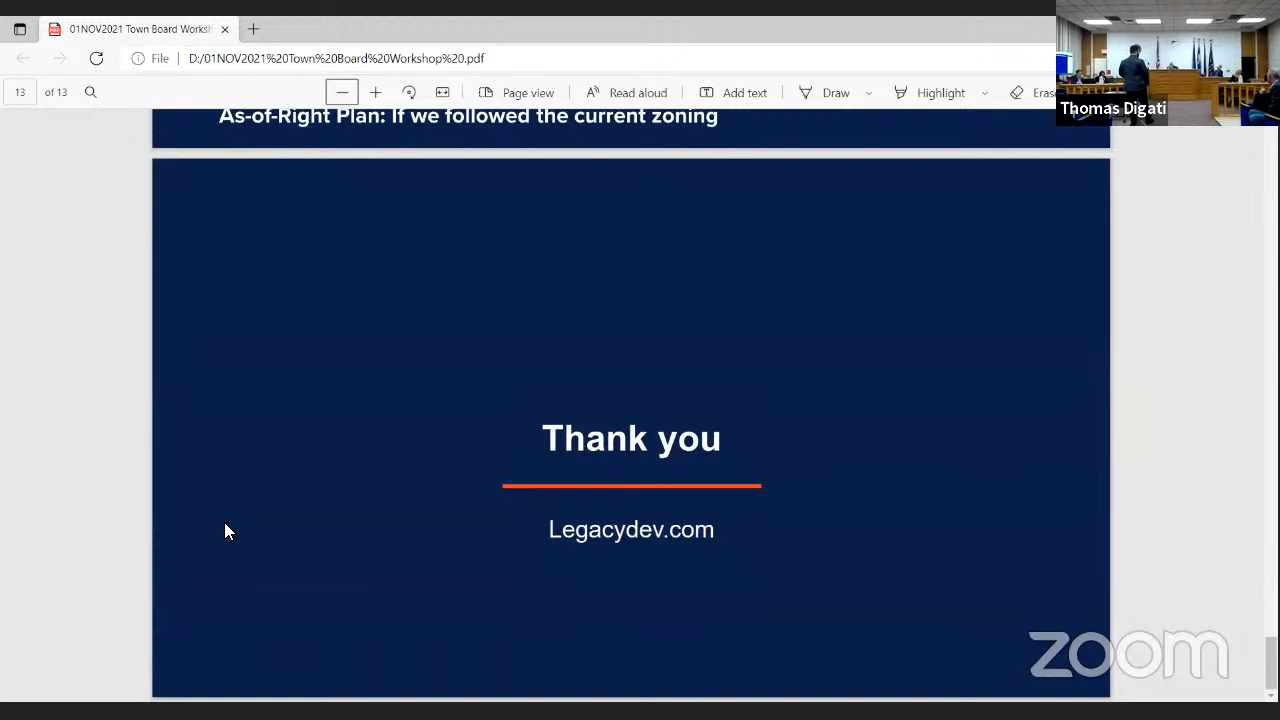 01NOV2021 Town Board Worksh
File
D:/01NOV2021%20Town%20Board%20Workshop%20.pdf
13 of 13
Page view
Read aloud
Add text
Draw
Highlight
Eras
Thomas Digati
As-of-Right Plan: If we followed the current zoning
Thank you
Legacydev.com
zoom